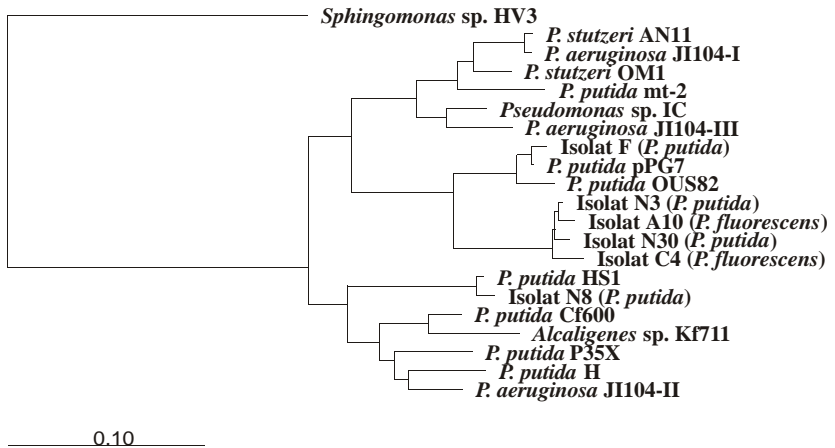 Sphingomonas sp. HV3
P. stutzeri AN11
P. aeruginosa JI104-I
P. stutzeri OM1
P. putida mt-2
Pseudomonas sp. IC
P. aeruginosa JI104-III
Isolat F (P. putida)
P. putida pPG7
P. putida OUS82
Isolat N3 (P. putida)
Isolat A10 (P. fluorescens)
Isolat N30 (P. putida)
Isolat C4 (P. fluorescens)
P. putida HS1
Isolat N8 (P. putida)
P. putida Cf600
Alcaligenes sp. Kf711
P. putida P35X
P. putida H
P. aeruginosa JI104-II
0.10